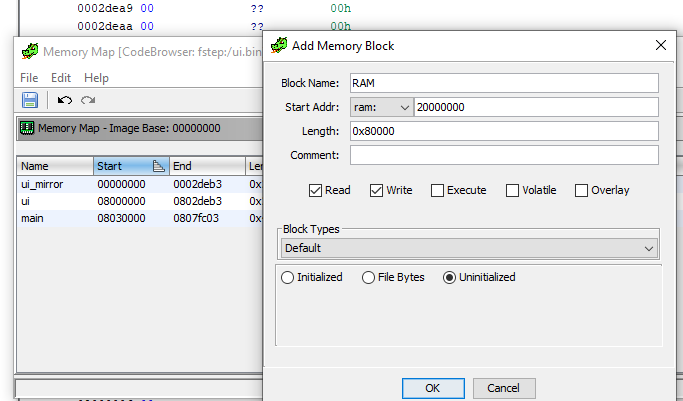 0002dea9 00 ?? 00h
0002deaa 00 ?? 00h
Memory Map [CodeBrowser: fstep:/ui.bin
File Edit Help
Memory Map - Image Base: 00000000
Name Start End Len
ui_mirror 00000000 0002deb3 0x
ui 08000000 0802deb3 0x
main 08030000 0807fc03 0x
Add Memory Block
Block Name: RAM
Start Addr: ram: 20000000
Length: 0x80000
Comment:
Read Write Execute Volatile Overlay
Block Types
Default
Initialized File Bytes Uninitialized
OK Cancel